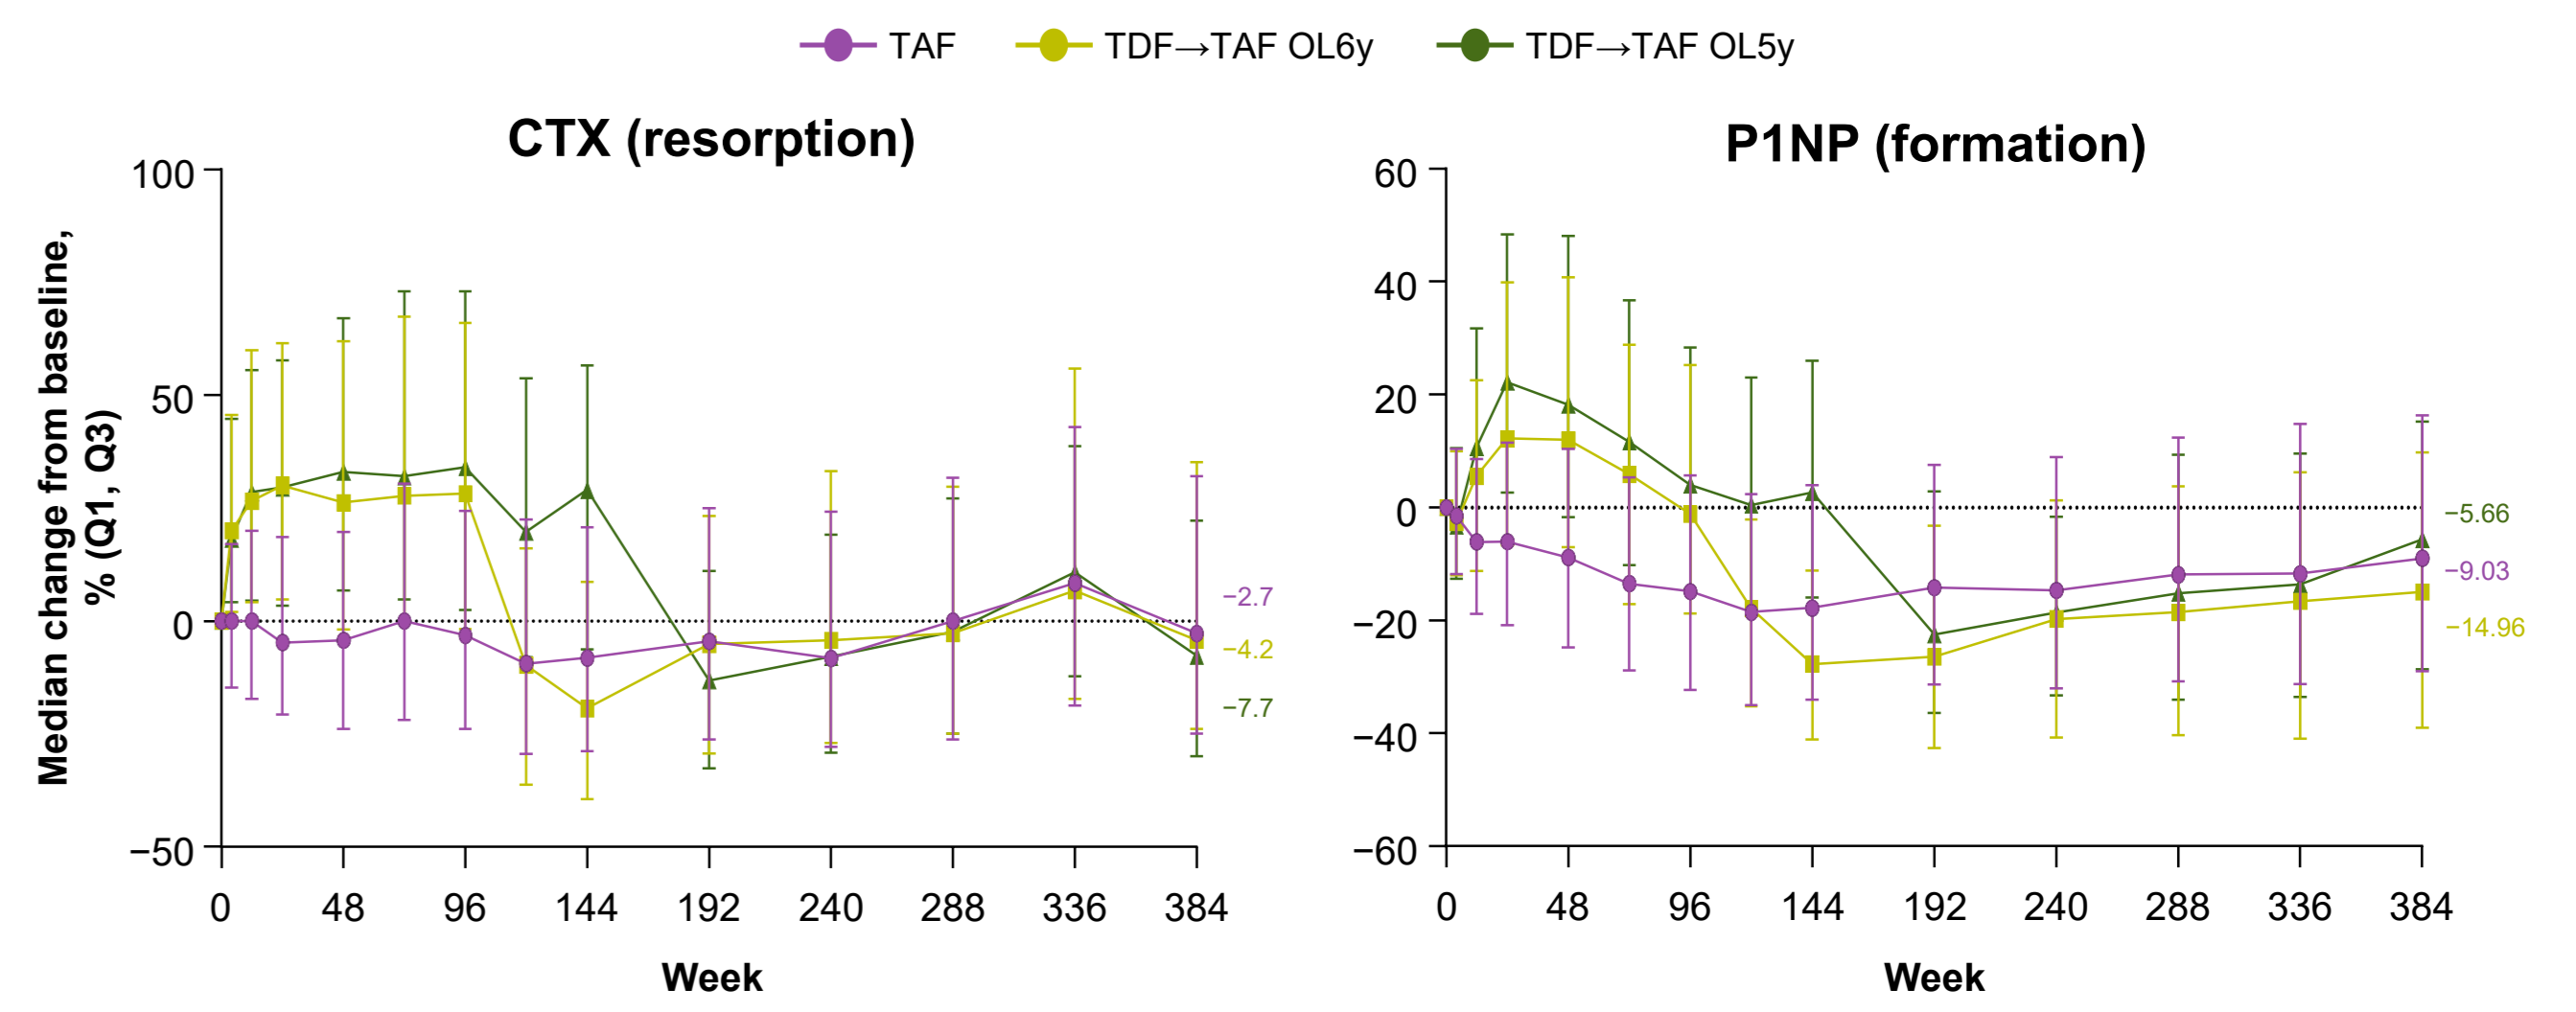 TAF TDF→TAF OL6y TDF→TAF OL5y
CTX (resorption)
Median change from baseline,
% (Q1, Q3)
100
50
0
−50
0 48 96 144 192 240 288 336 384
Week
−2.7
−4.2
−7.7
P1NP (formation)
60
40
20
0
−20
−40
−60
0 48 96 144 192 240 288 336 384
Week
−5.66
−9.03
−14.96